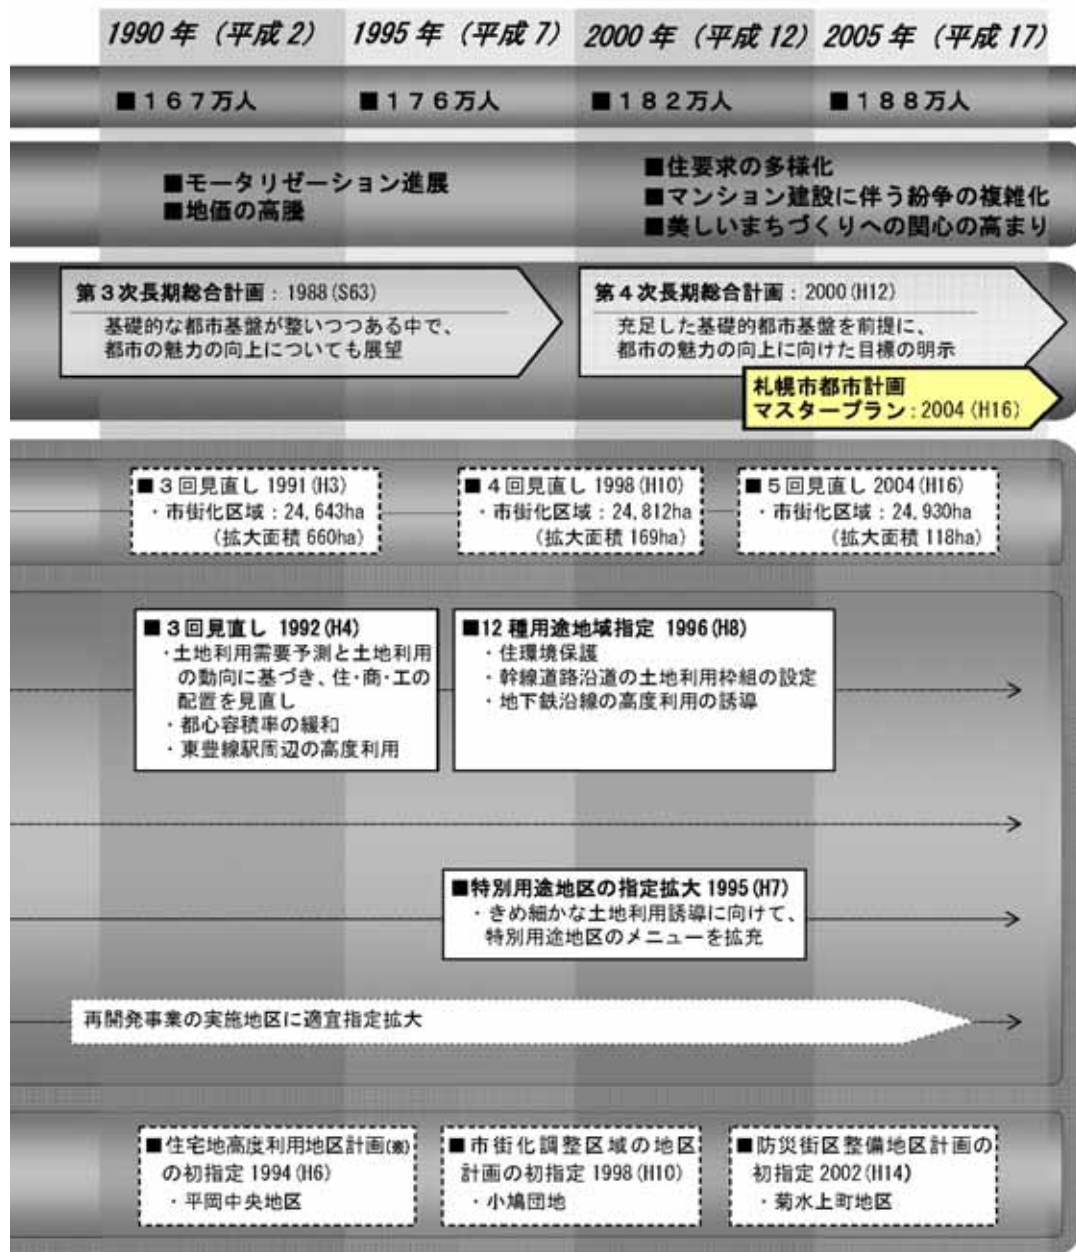 1990年（平成2） 1995年（平成7） 2000年（平成12） 2005年（平成17）
■１６７万人 ■１７６万人 ■１８２万人 ■１８８万人
■モータリゼーション進展
■地価の高騰
■住要求の多様化
■マンション建設に伴う紛争の複雑化
■美しいまちづくりへの関心の高まり
第３次長期総合計画：1988(S63)
基礎的な都市基盤が整いつつある中で、
都市の魅力の向上についても展望
第４次長期総合計画：2000(H12)
充足した基礎的都市基盤を前提に、
都市の魅力の向上に向けた目標の明示
札幌市都市計画
マスタープラン：2004(H16)
■３回見直し 1991(H3)
・市街化区域：24,643ha
（拡大面積 660ha）
■４回見直し 1998(H10)
・市街化区域：24,812ha
（拡大面積 169ha）
■５回見直し 2004(H16)
・市街化区域：24,930ha
（拡大面積 118ha）
■３回見直し 1992(H4)
・土地利用需要予測と土地利用
の動向に基づき、住・商・工の
配置を見直し
・都心容積率の緩和
・東豊線駅周辺の高度利用
■12種用途地域指定 1996(H8)
・住環境保護
・幹線道路沿道の土地利用枠組の設定
・地下鉄沿線の高度利用の誘導
■特別用途地区の指定拡大 1995(H7)
・きめ細かな土地利用誘導に向けて、
特別用途地区のメニューを拡充
再開発事業の実施地区に適宜指定拡大
■住宅地高度利用地区計画
の初指定 1994(H6)
・平岡中央地区
■市街化調整区域の地区
計画の初指定 1998(H10)
・小鳩団地
■防災街区整備地区計画の
初指定 2002(H14)
・菊水上町地区